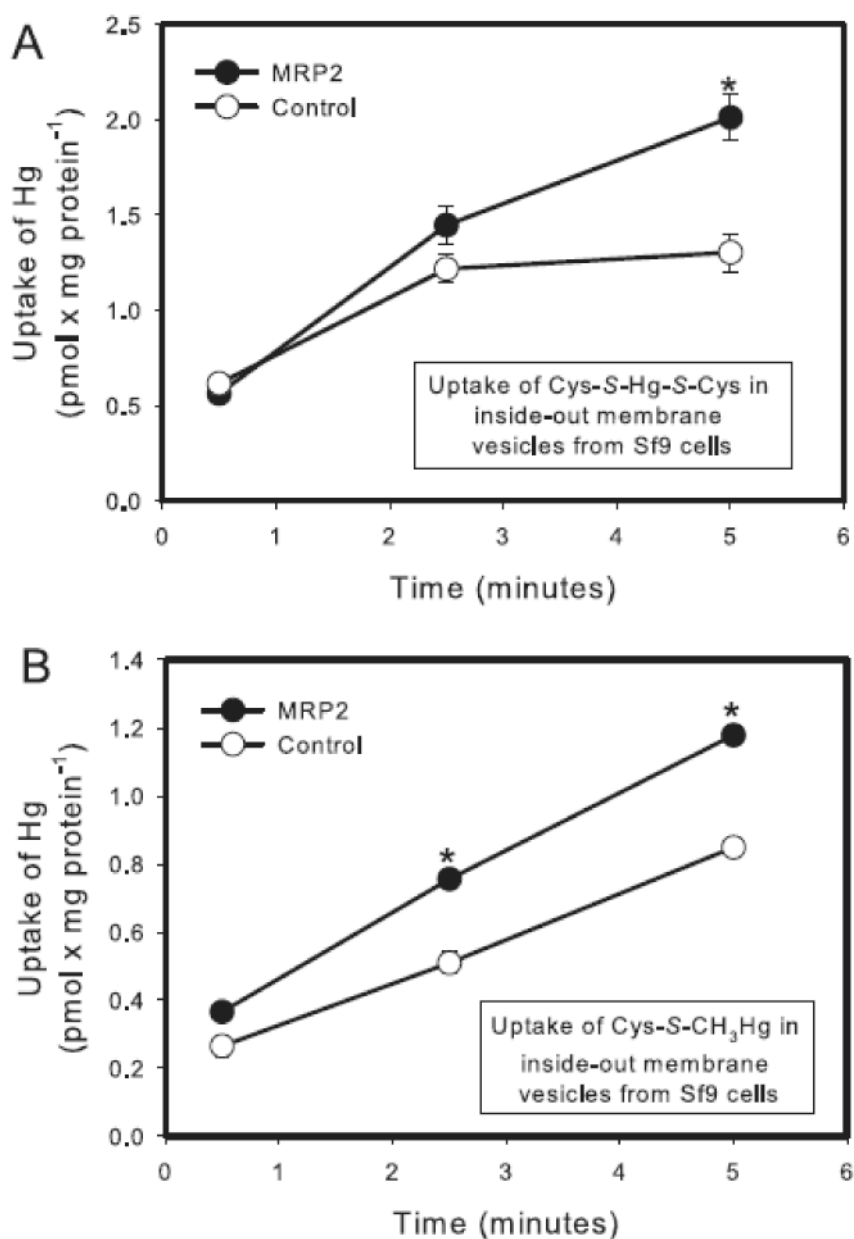 A
2.5
2.0
1.5
1.0
0.5
0.0
Uptake of Hg
(pmol x mg protein⁻¹)
MRP2
Control
*
Uptake of Cys-S-Hg-S-Cys in
inside-out membrane
vesicles from Sf9 cells
0 1 2 3 4 5 6
Time (minutes)
B
1.4
1.2
1.0
0.8
0.6
0.4
0.2
0.0
Uptake of Hg
(pmol x mg protein⁻¹)
MRP2
Control
*
*
Uptake of Cys-S-CH₃Hg in
inside-out membrane
vesicles from Sf9 cells
0 1 2 3 4 5 6
Time (minutes)